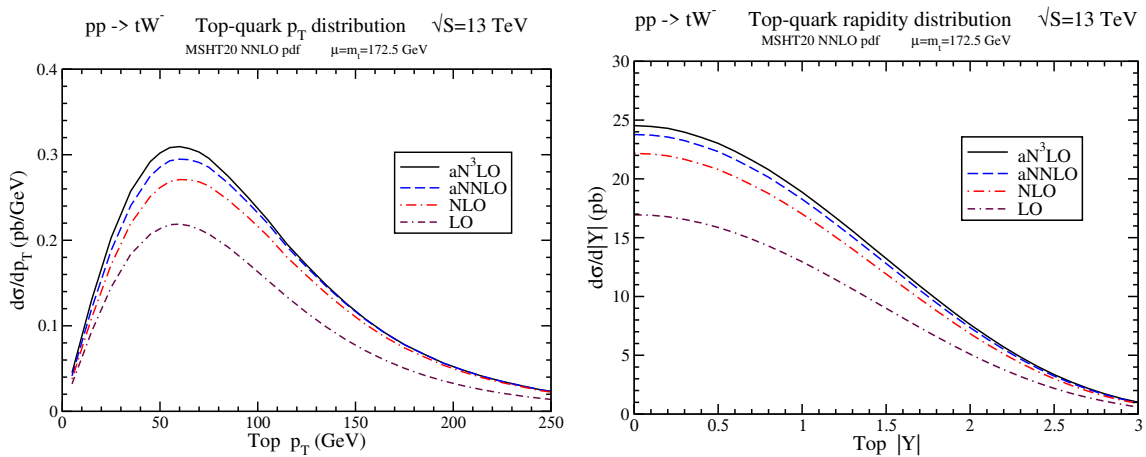 pp -> tW⁻ Top-quark p_T distribution √S=13 TeV
MSHT20 NNLO pdf μ=m_t=172.5 GeV
0.4
0.3
0.2
0.1
0
dσ/dp_T (pb/GeV)
aN³LO
aNNLO
NLO
LO
0 50 100 150 200 250
Top p_T (GeV)
pp -> tW⁻ Top-quark rapidity distribution √S=13 TeV
MSHT20 NNLO pdf μ=m_t=172.5 GeV
30
25
20
15
10
5
0
dσ/d|Y| (pb)
aN³LO
aNNLO
NLO
LO
0 0.5 1 1.5 2 2.5 3
Top |Y|